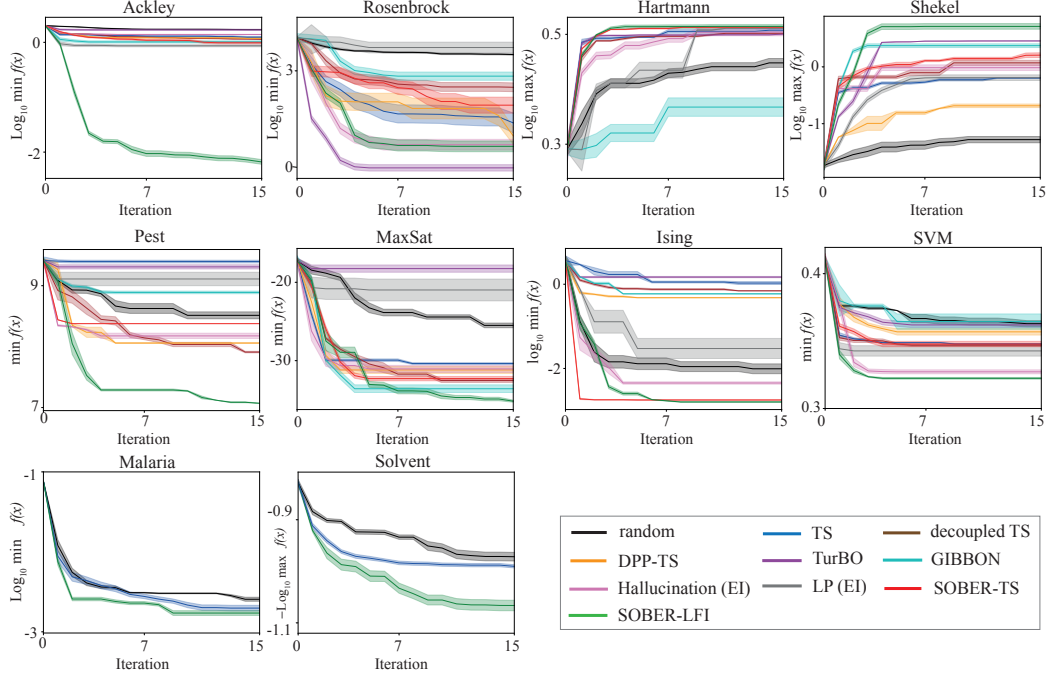 Ackley
Log10 min f(x)
0
-2
0 7 15
Iteration
Rosenbrock
Log10 min f(x)
3
0
0 7 15
Iteration
Hartmann
Log10 max f(x)
0.5
0.3
0 7 15
Iteration
Shekel
Log10 max f(x)
0
-1
0 7 15
Iteration
Pest
min f(x)
9
7
0 7 15
Iteration
MaxSat
min f(x)
-20
-30
0 7 15
Iteration
Ising
log10 min f(x)
0
-2
0 7 15
Iteration
SVM
min f(x)
0.4
0.3
0 7 15
Iteration
Malaria
Log10 min f(x)
-1
-3
0 7 15
Iteration
Solvent
−Log10 max f(x)
-0.9
-1.1
0 7 15
Iteration
random
TS
decoupled TS
DPP-TS
TurBO
GIBBON
Hallucination (EI)
LP (EI)
SOBER-TS
SOBER-LFI